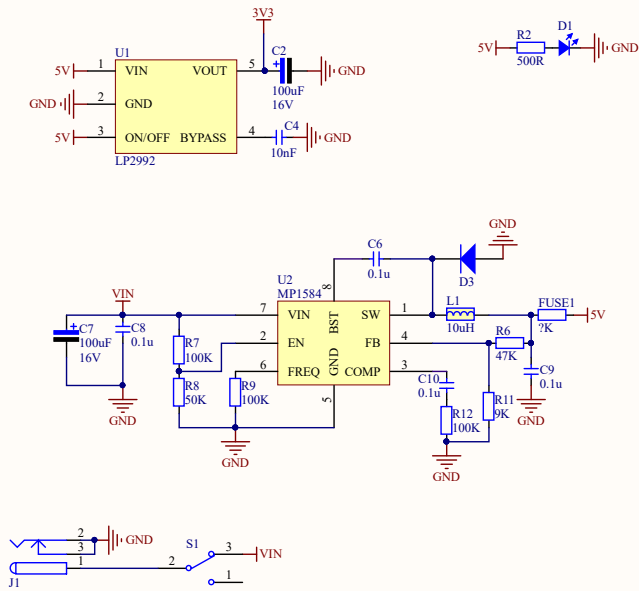 3V3
U1
5V 1 VIN VOUT 5
C2
100uF
16V
GND
GND 2 GND
5V 3 ON/OFF BYPASS 4
C4
10nF
GND
LP2992
R2
5V
500R
D1
GND
GND
C6
0.1u
D3
U2
MP1584
8
VIN
C7
100uF
16V
C8
0.1u
7 VIN BST SW 1
L1
10uH
FUSE1
?K
5V
R7
100K
2 EN FB 4
R6
47K
6 FREQ GND COMP 3
R8
50K
R9
100K
5
C10
0.1u
C9
0.1u
R12
100K
R11
9K
GND
GND
GND
GND
2
3
1
GND
J1
S1
2
3
VIN
1